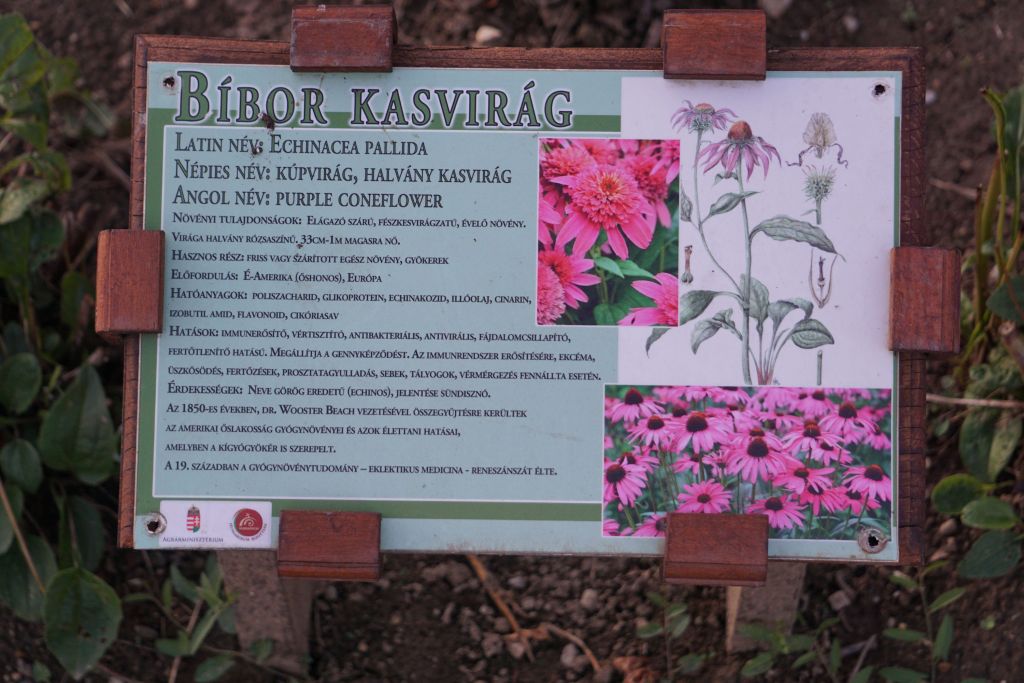 BÍBOR KASVIRÁG
LATIN NÉV: ECHINACEA PALLIDA
NÉPIES NÉV: KÚPVIRÁG, HALVÁNY KASVIRÁG
ANGOL NÉV: PURPLE CONEFLOWER
NÖVÉNYI TULAJDONSÁGOK: ELÁGAZÓ SZÁRÚ, FÉSZKESVIRÁGZATÚ, ÉVELŐ NÖVÉNY.
VIRÁGA HALVÁNY RÓZSASZÍNŰ. 33CM-1M MAGASRA NŐ.
HASZNOS RÉSZ: FRISS VAGY SZÁRÍTOTT EGÉSZ NÖVÉNY, GYÖKEREK
ELŐFORDULÁS: É-AMERIKA (ŐSHONOS), EURÓPA
HATÓANYAGOK: POLISZACHARID, GLIKOPROTEIN, ECHINAKOZID, ILLÓOLAJ, CINARIN,
IZOBUTIL AMID, FLAVONOID, CIKÓRIASAV
HATÁSOK: IMMUNERŐSÍTŐ, VÉRTISZTÍTÓ, ANTIBAKTERIÁLIS, ANTIVIRÁLIS, FÁJDALOMCSILLAPÍTÓ,
FERTŐTLENÍTŐ HATÁSÚ. MEGÁLLÍTJA A GENNYKÉPZŐDÉST. AZ IMMUNRENDSZER ERŐSÍTÉSÉRE, EKCÉMA,
ÜSZKÖSÖDÉS, FERTŐZÉSEK, PROSZTATAGYULLADÁS, SEBEK, TÁLYOGOK, VÉRMÉRGEZÉS FENNÁLLTA ESETÉN.
ÉRDEKESSÉGEK: NEVE GÖRÖG EREDETŰ (ECHINOS), JELENTÉSE SÜNDISZNÓ.
AZ 1850-ES ÉVEKBEN, DR. WOOSTER BEACH VEZETÉSÉVEL ÖSSZEGYŰJTÉSRE KERÜLTEK
AZ AMERIKAI ŐSLAKOSSÁG GYÓGYNÖVÉNYEI ÉS AZOK ÉLETTANI HATÁSAI,
AMELYBEN A KÍGYÓGYÖKÉR IS SZEREPELT.
A 19. SZÁZADBAN A GYÓGYNÖVÉNYTUDOMÁNY – EKLEKTIKUS MEDICINA - RENESZÁNSZÁT ÉLTE.
AGRÁRMINISZTÉRIUM